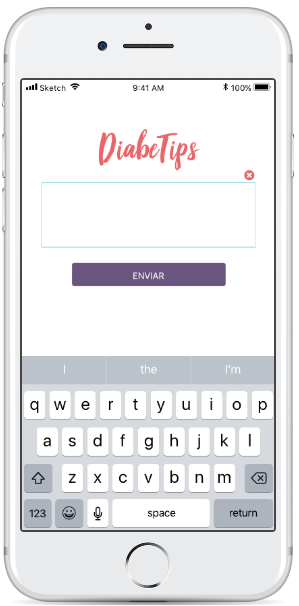 Sketch 9:41 AM 100%
DiabeTips
ENVIAR
I the I'm
q w e r t y u i o p
a s d f g h j k l
z x c v b n m
123 space return